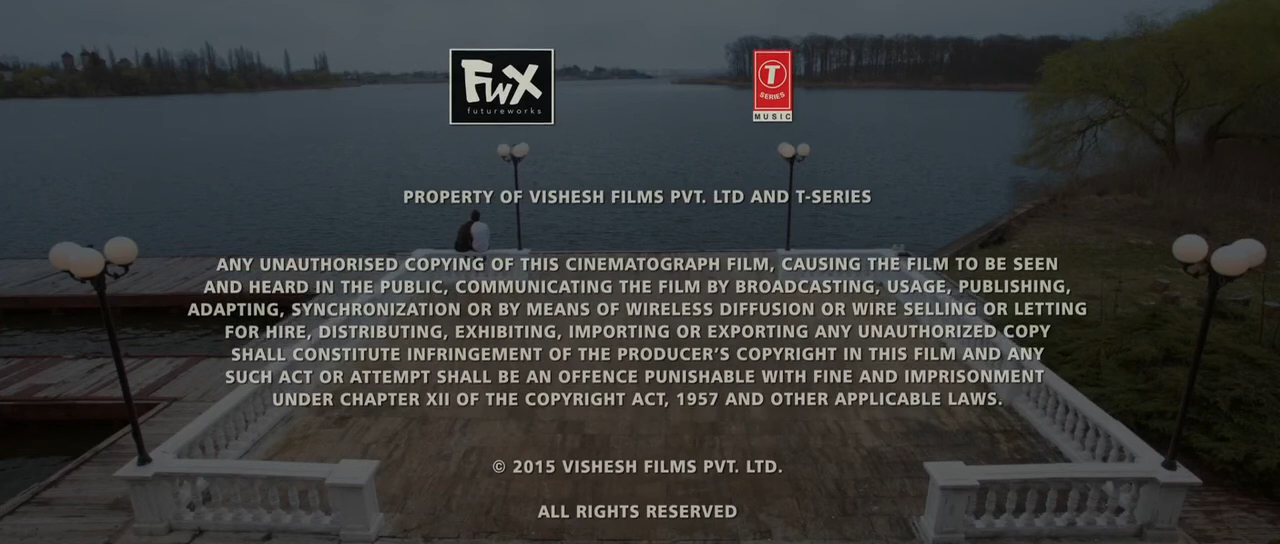 FWX
futureworks
T
SERIES
MUSIC
PROPERTY OF VISHESH FILMS PVT. LTD AND T-SERIES
ANY UNAUTHORISED COPYING OF THIS CINEMATOGRAPH FILM, CAUSING THE FILM TO BE SEEN
AND HEARD IN THE PUBLIC, COMMUNICATING THE FILM BY BROADCASTING, USAGE, PUBLISHING,
ADAPTING, SYNCHRONIZATION OR BY MEANS OF WIRELESS DIFFUSION OR WIRE SELLING OR LETTING
FOR HIRE, DISTRIBUTING, EXHIBITING, IMPORTING OR EXPORTING ANY UNAUTHORIZED COPY
SHALL CONSTITUTE INFRINGEMENT OF THE PRODUCER'S COPYRIGHT IN THIS FILM AND ANY
SUCH ACT OR ATTEMPT SHALL BE AN OFFENCE PUNISHABLE WITH FINE AND IMPRISONMENT
UNDER CHAPTER XII OF THE COPYRIGHT ACT, 1957 AND OTHER APPLICABLE LAWS.
© 2015 VISHESH FILMS PVT. LTD.
ALL RIGHTS RESERVED